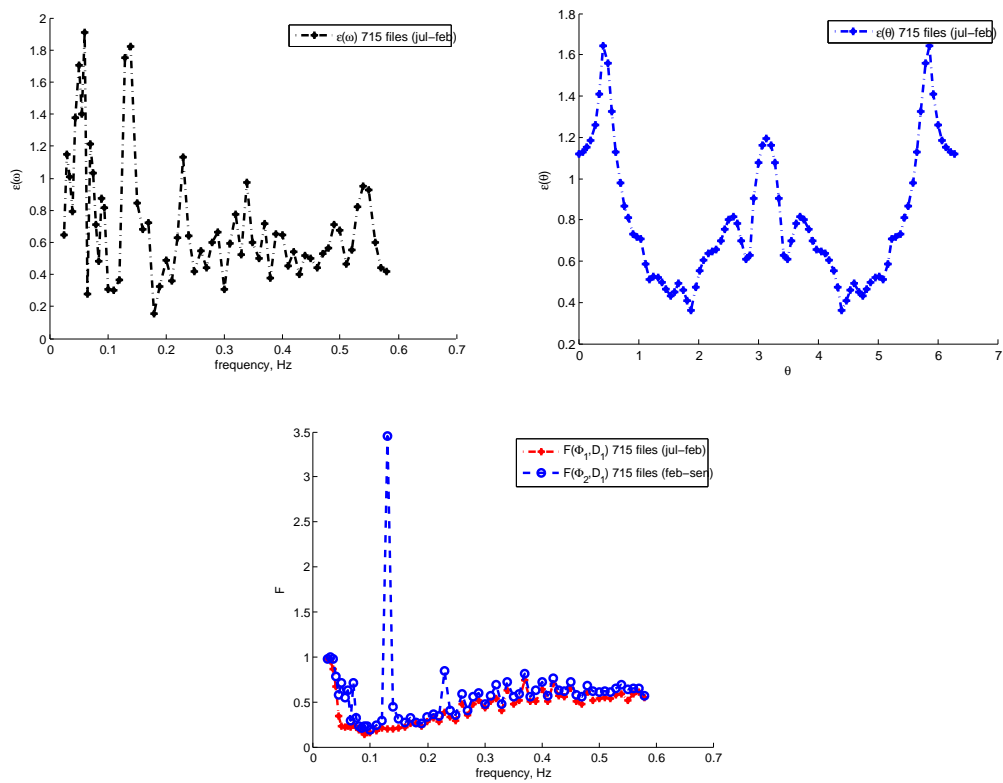 2
1.8
1.6
1.4
1.2
1
0.8
0.6
0.4
0.2
0
ε(ω)
ε(ω) 715 files (jul−feb)
0 0.1 0.2 0.3 0.4 0.5 0.6 0.7
frequency, Hz
1.8
1.6
1.4
1.2
1
0.8
0.6
0.4
0.2
ε(θ)
ε(θ) 715 files (jul−feb)
0 1 2 3 4 5 6 7
θ
3.5
3
2.5
2
1.5
1
0.5
0
F
F(Φ1,D1) 715 files (jul−feb)
F(Φ2,D1) 715 files (feb−sen)
0 0.1 0.2 0.3 0.4 0.5 0.6 0.7
frequency, Hz